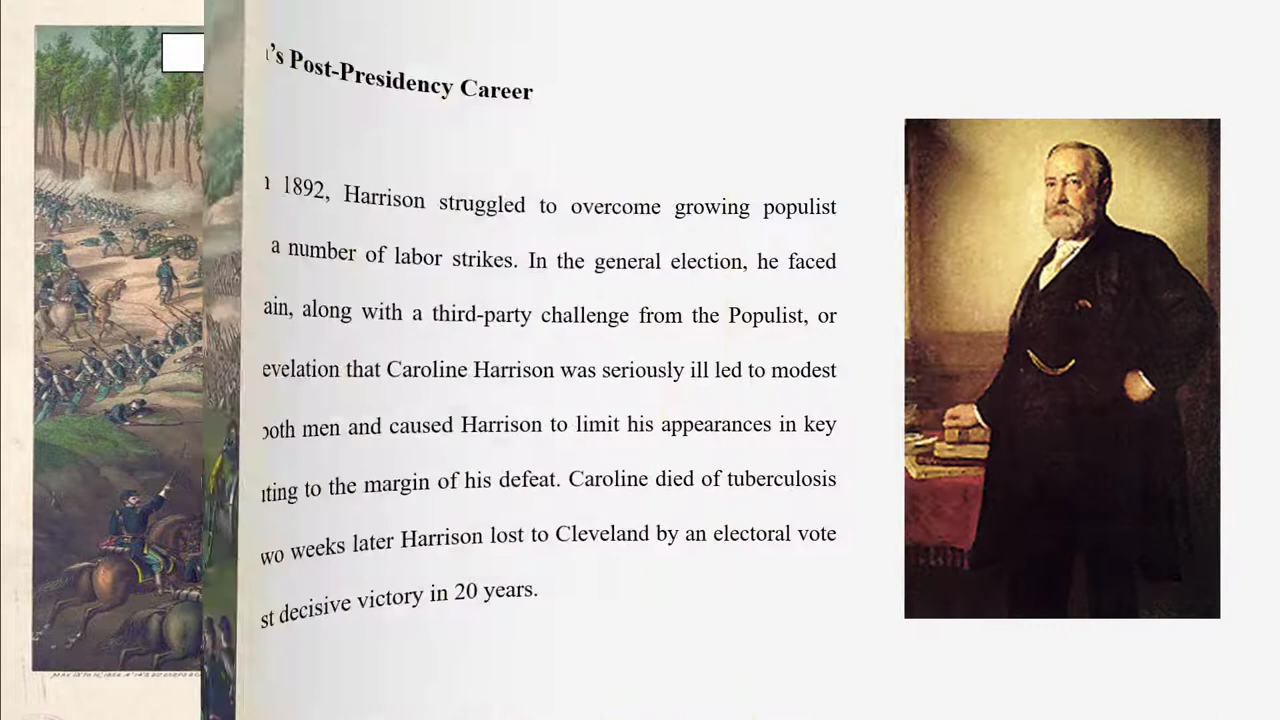 's Post-Presidency Career
1892, Harrison struggled to overcome growing populist
a number of labor strikes. In the general election, he faced
ain, along with a third-party challenge from the Populist, or
evelation that Caroline Harrison was seriously ill led to modest
both men and caused Harrison to limit his appearances in key
ting to the margin of his defeat. Caroline died of tuberculosis
wo weeks later Harrison lost to Cleveland by an electoral vote
st decisive victory in 20 years.